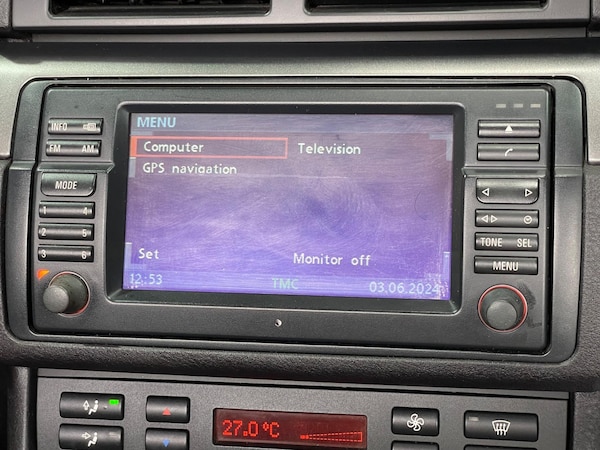 MENU
Computer Television
GPS navigation
Set Monitor off
12:53 TMC 03.06.2024
INFO
FM AM
MODE
1 4
2 5
3 6
TONE SEL
MENU
27.0°C